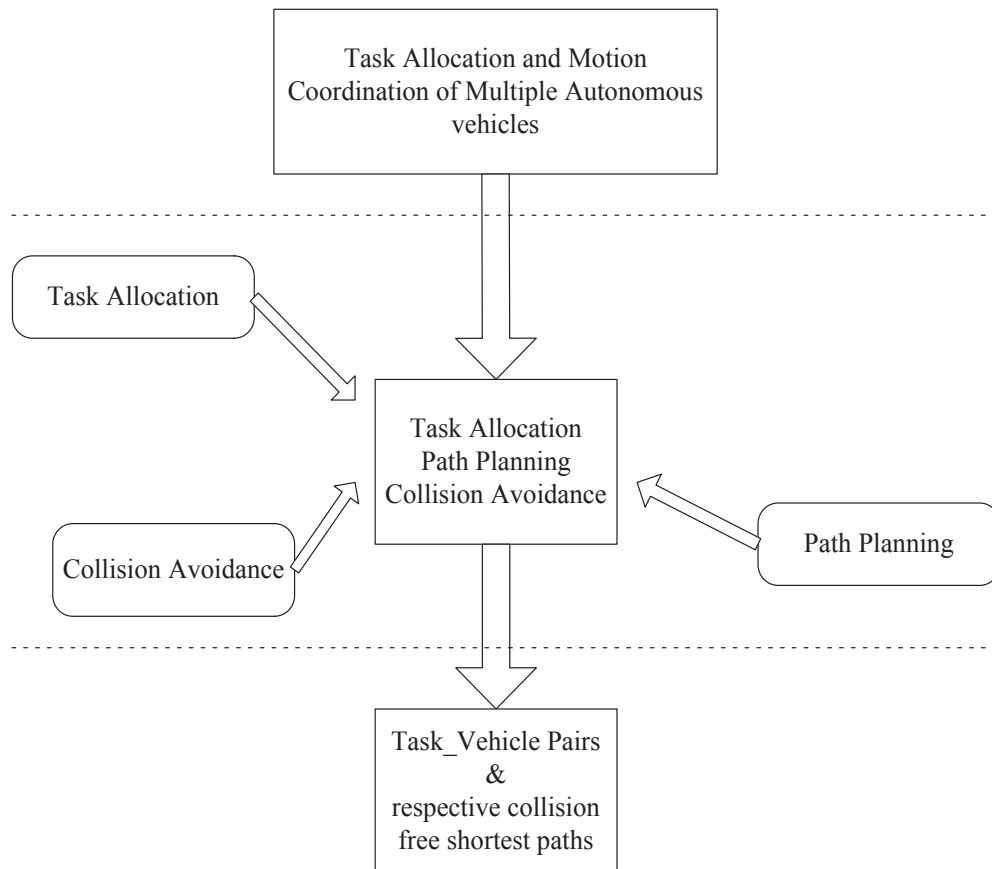 Task Allocation and Motion
Coordination of Multiple Autonomous
vehicles
Task Allocation
Task Allocation
Path Planning
Collision Avoidance
Collision Avoidance
Path Planning
Task_Vehicle Pairs
&
respective collision
free shortest paths